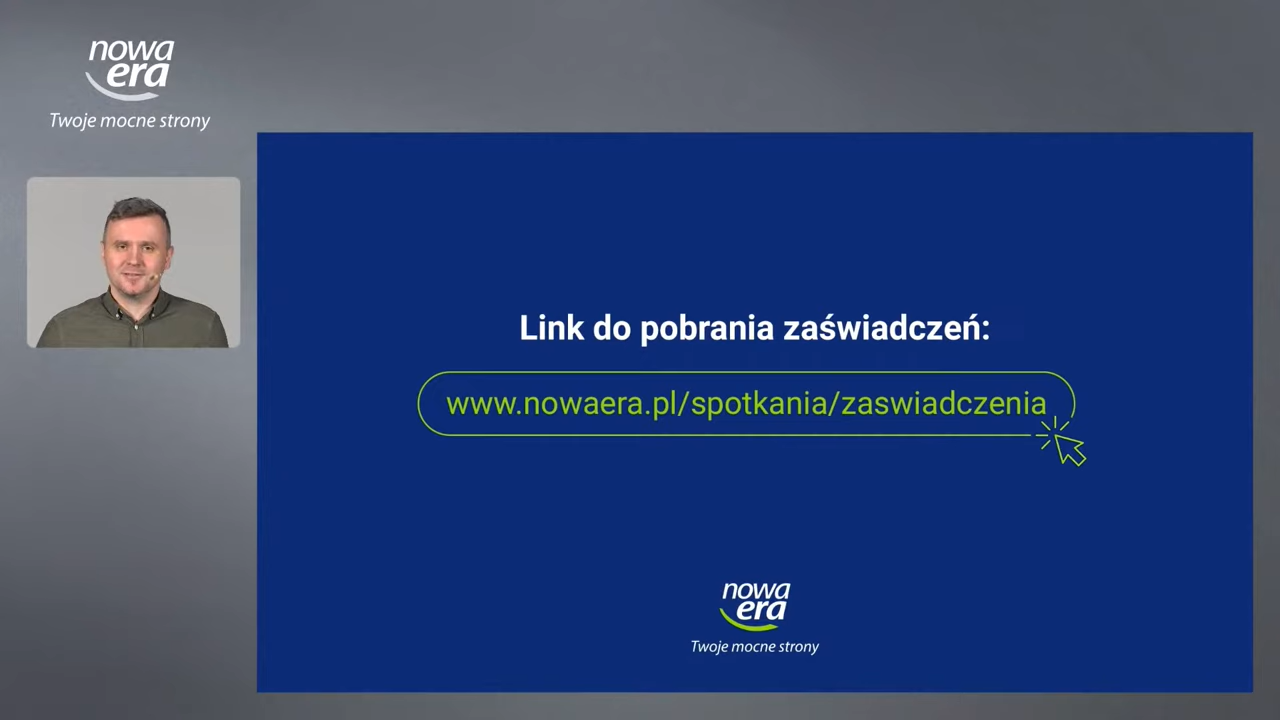 nowa
era
Twoje mocne strony
Link do pobrania zaświadczeń:
www.nowaera.pl/spotkania/zaswiadczenia
nowa
era
Twoje mocne strony